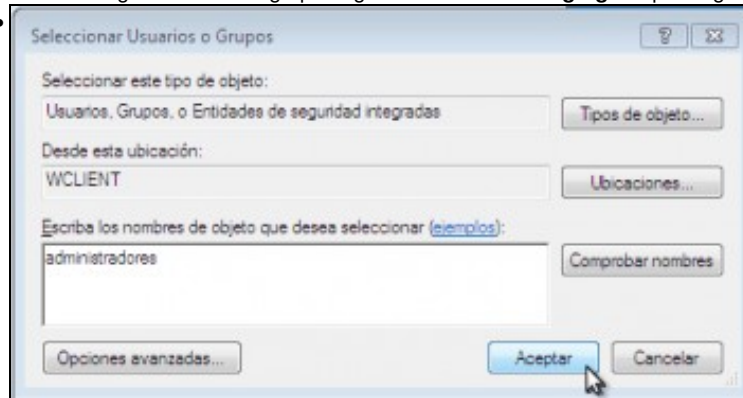 Seleccionar Usuarios o Grupos
Seleccionar este tipo de objeto:
Usuarios, Grupos, o Entidades de seguridad integradas
Tipos de objeto...
Desde esta ubicación:
WCLIENT
Ubicaciones...
Escriba los nombres de objeto que desea seleccionar (ejemplos):
administradores
Comprobar nombres
Opciones avanzadas...
Aceptar
Cancelar